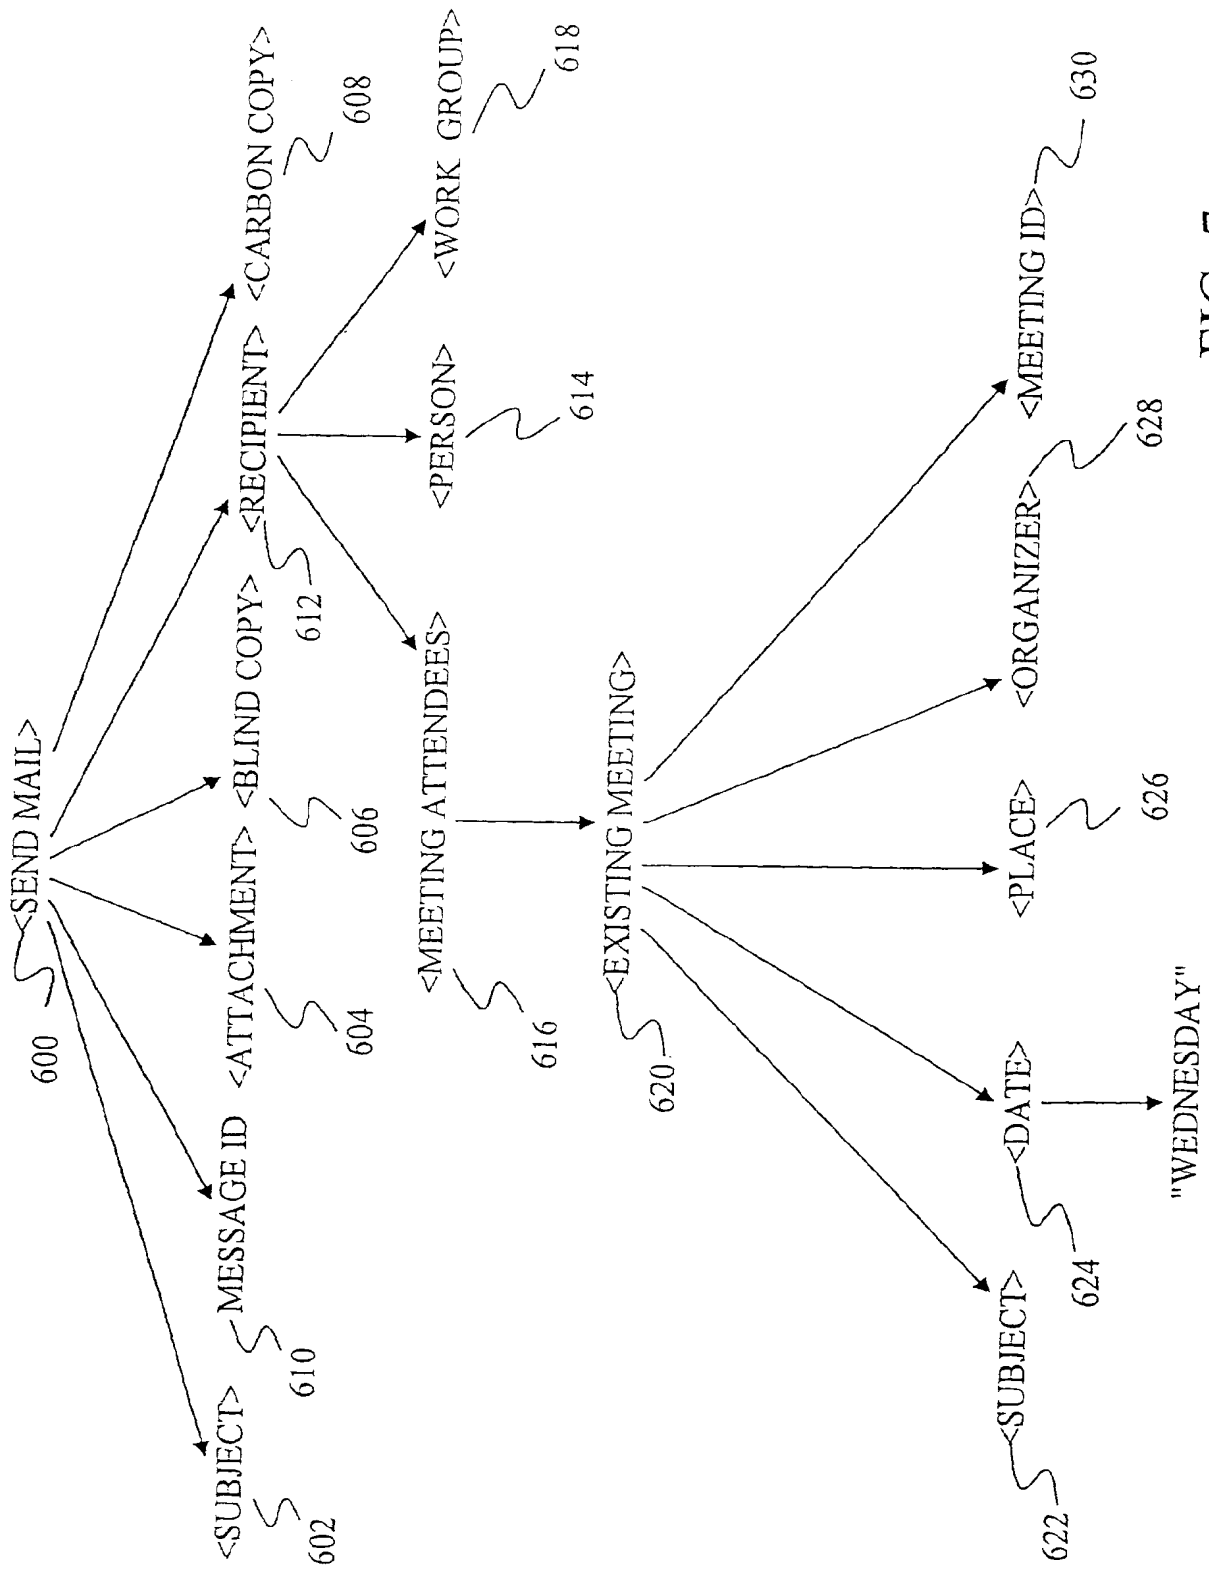 <SEND MAIL>
600
<SUBJECT>
MESSAGE ID
<ATTACHMENT>
<BLIND COPY>
<RECIPIENT>
<CARBON COPY>
602
610
604
606
612
608
<MEETING ATTENDEES>
<PERSON>
<WORK GROUP>
616
614
618
<EXISTING MEETING>
620
<SUBJECT>
<DATE>
<PLACE>
<ORGANIZER>
<MEETING ID>
622
624
626
628
630
"WEDNESDAY"